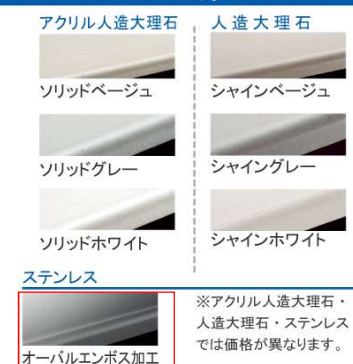 アクリル人造大理石
人造大理石
ソリッドベージュ
シャインベージュ
ソリッドグレー
シャイングレー
ソリッドホワイト
シャインホワイト
ステンレス
オーバルエンボス加工
※アクリル人造大理石・
人造大理石・ステンレス
では価格が異なります。